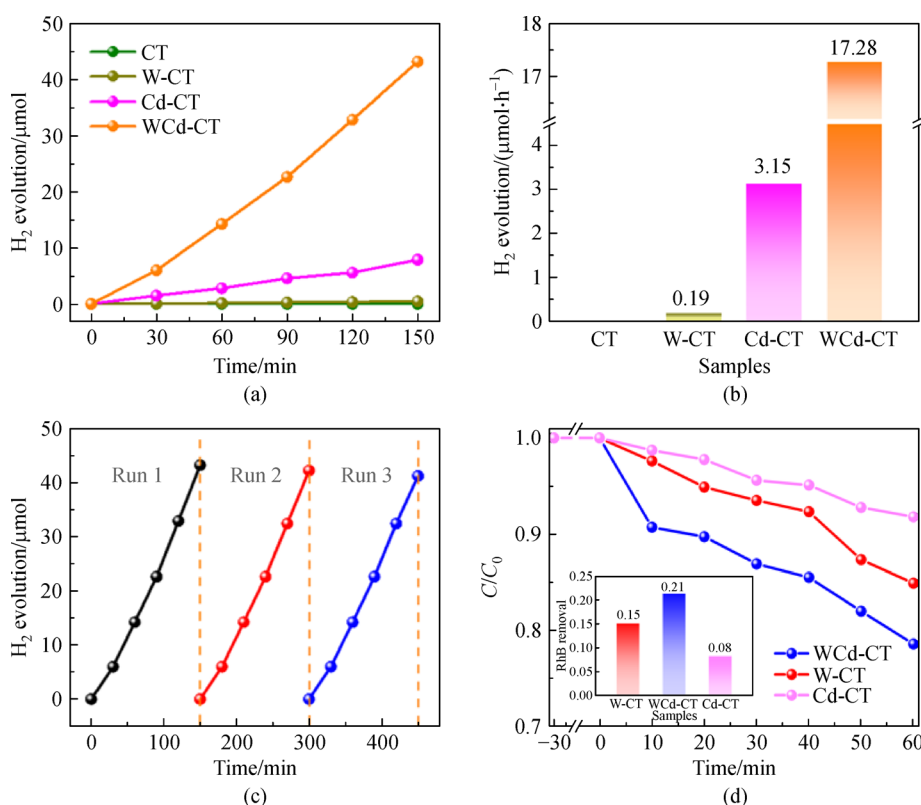 50
40
30
20
10
0
H₂ evolution/μmol
CT
W-CT
Cd-CT
WCd-CT
0 30 60 90 120 150
Time/min
(a)
18
17
4
3
2
1
0
H₂ evolution/(μmol·h⁻¹)
0.19
3.15
17.28
CT W-CT Cd-CT WCd-CT
Samples
(b)
50
40
30
20
10
0
H₂ evolution/μmol
Run 1 Run 2 Run 3
0 100 200 300 400
Time/min
(c)
1.0
0.9
0.8
0.7
C/C₀
0.25
0.20
0.15
0.10
0.05
0.00
RhB removal
0.15
0.21
0.08
W-CT WCd-CT Cd-CT
Samples
WCd-CT
W-CT
Cd-CT
−30 0 10 20 30 40 50 60
Time/min
(d)